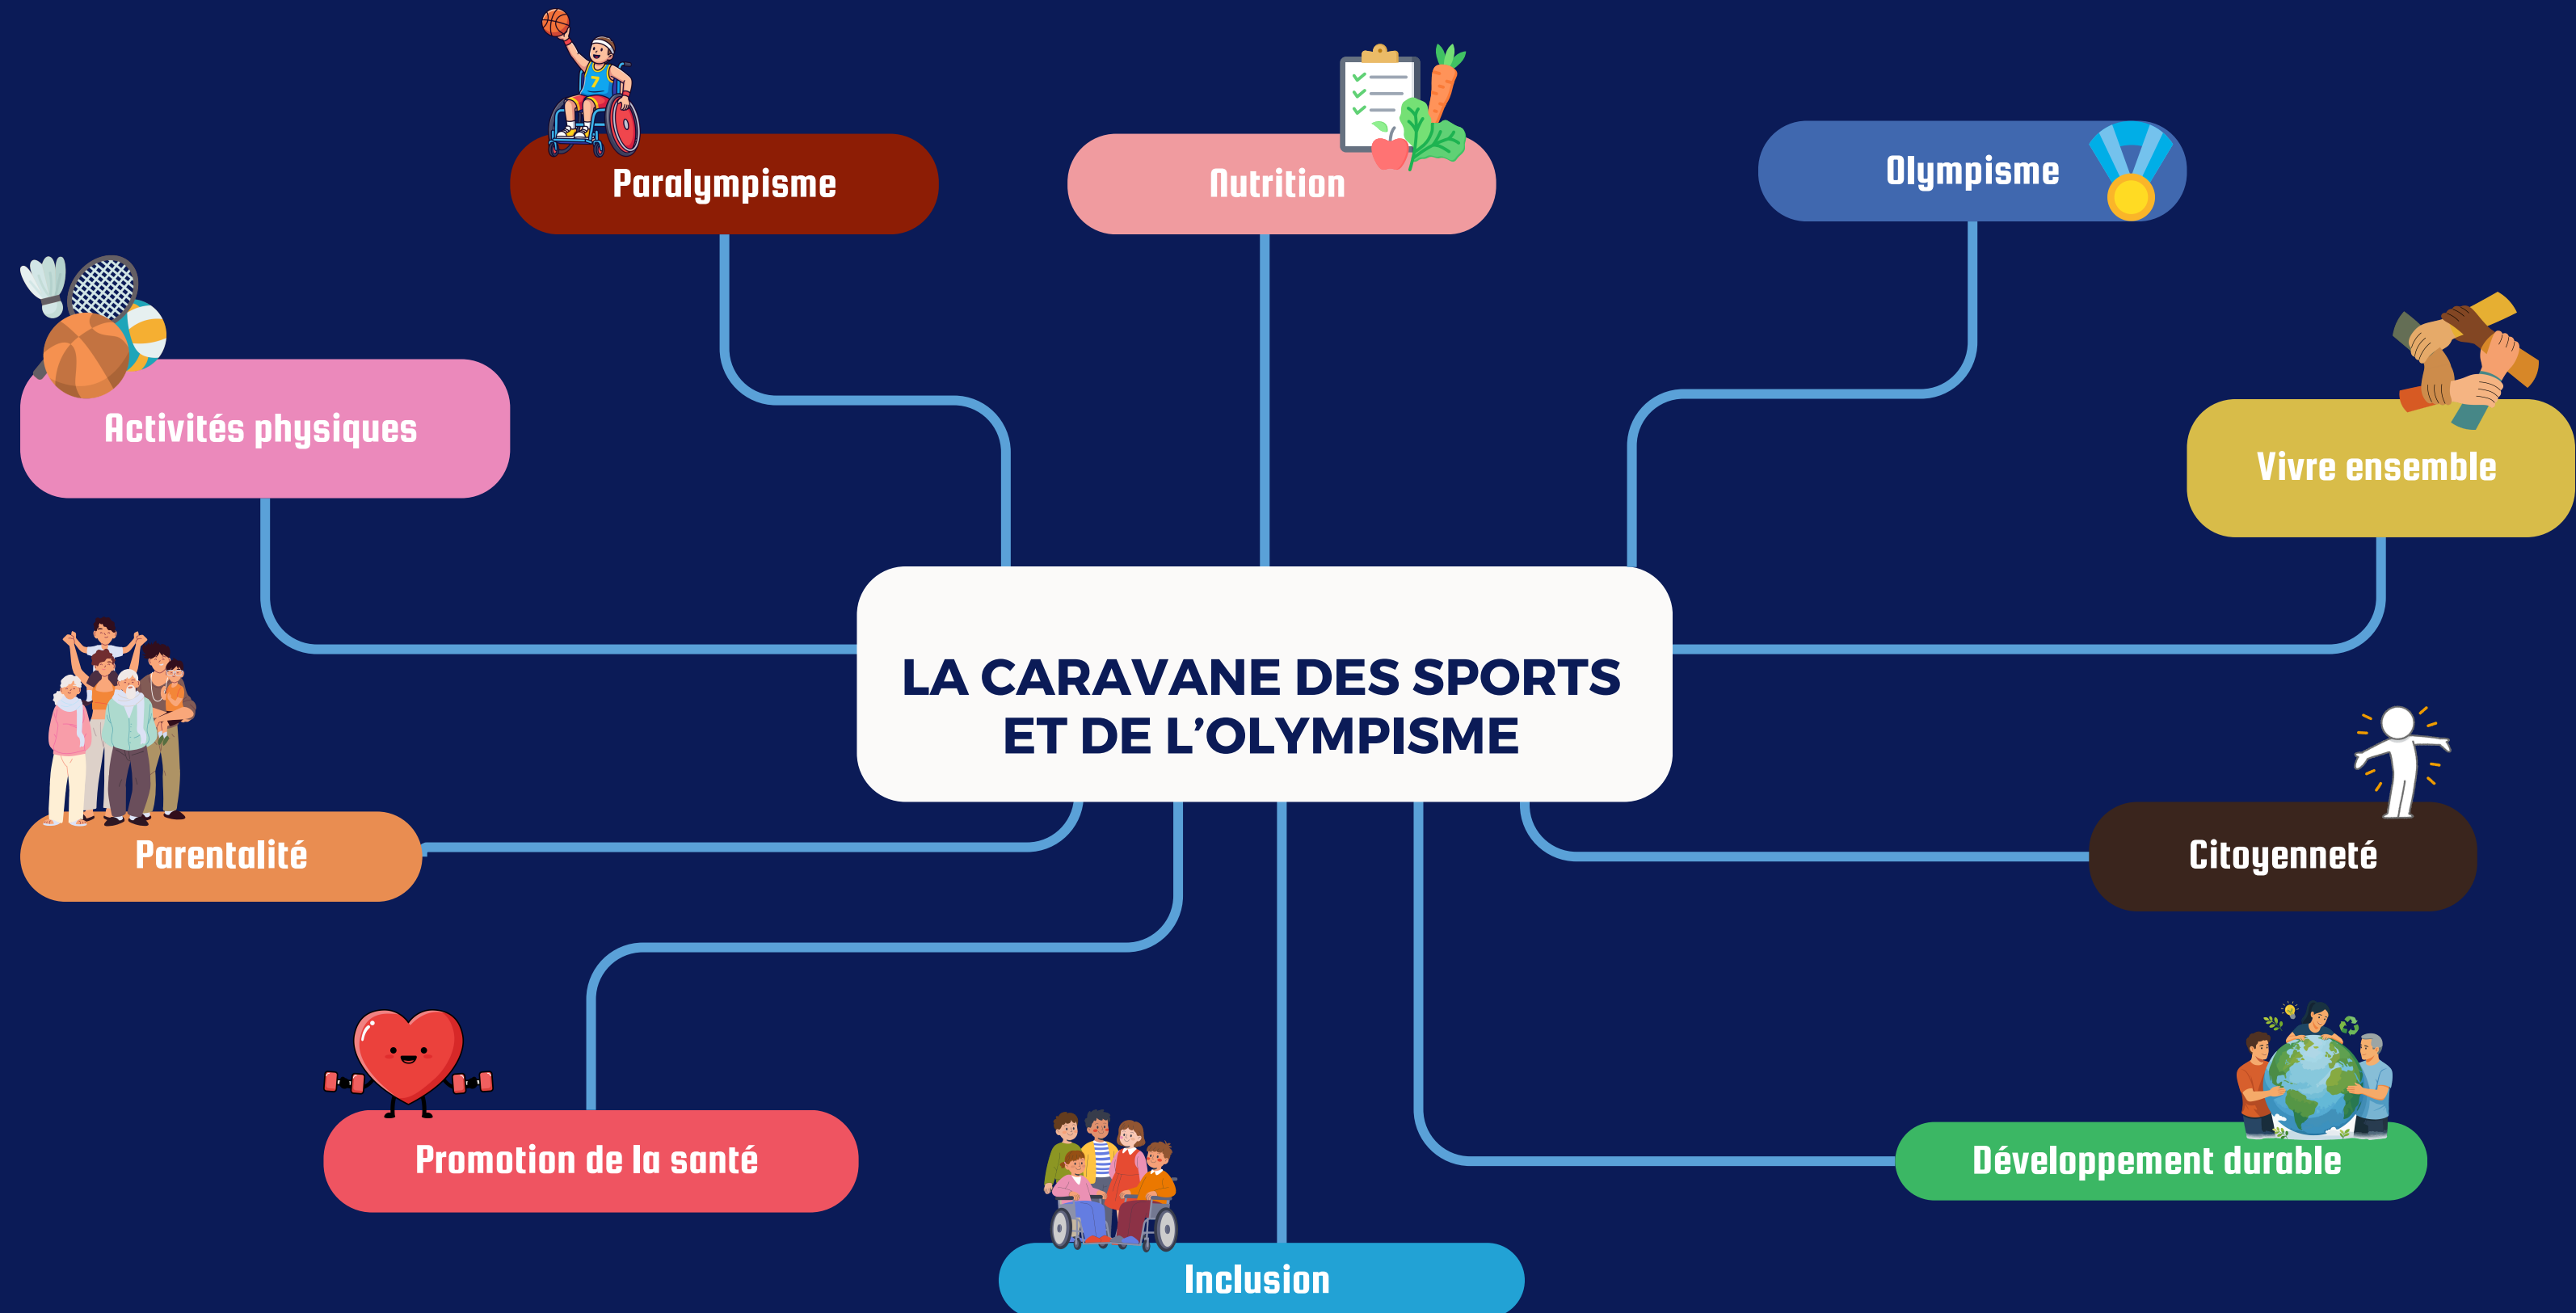 Paralympisme
Nutrition
Olympisme
Activités physiques
Vivre ensemble
LA CARAVANE DES SPORTS
ET DE L’OLYMPISME
Parentalité
Citoyenneté
Promotion de la santé
Développement durable
Inclusion
7